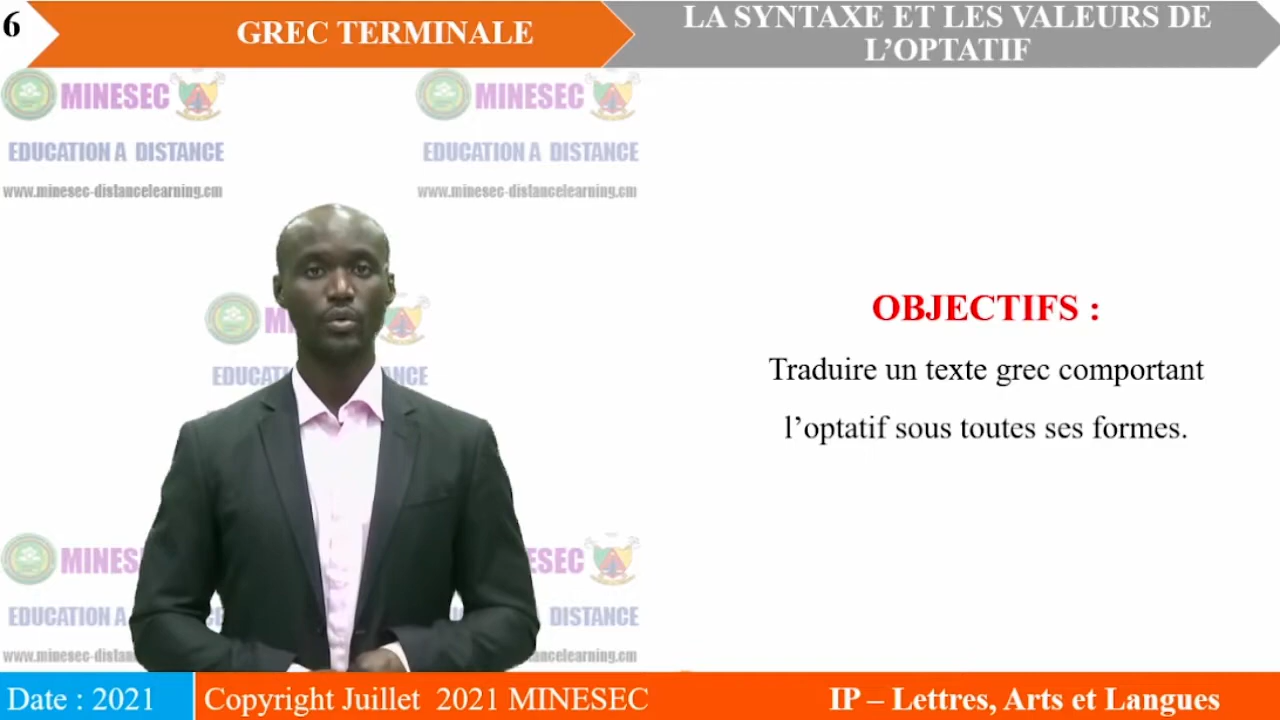 6
GREC TERMINALE
LA SYNTAXE ET LES VALEURS DE
L’OPTATIF
MINESEC
MINESEC
EDUCATION A DISTANCE
EDUCATION A DISTANCE
www.minesec-distancelearning.cm
www.minesec-distancelearning.cm
OBJECTIFS :
Traduire un texte grec comportant
l’optatif sous toutes ses formes.
Date : 2021
Copyright Juillet 2021 MINESEC
IP – Lettres, Arts et Langues